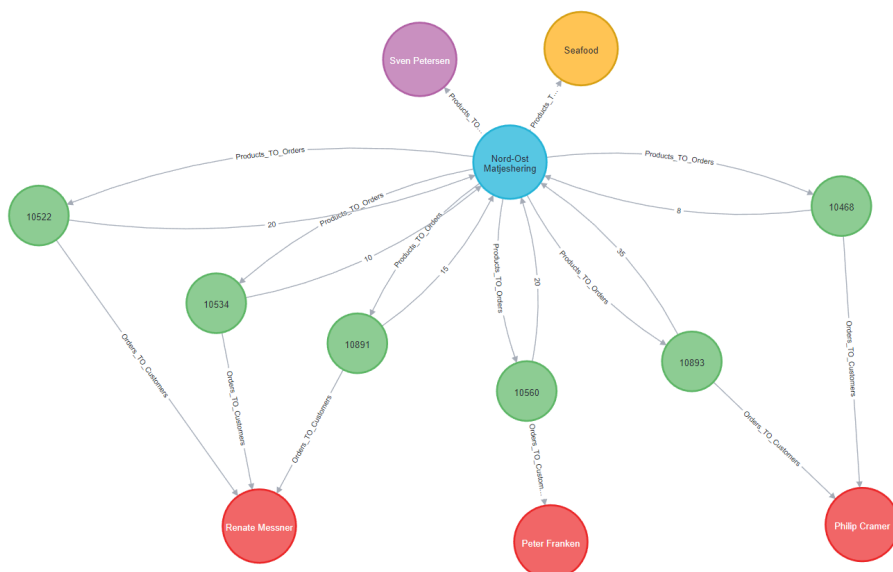 Sven Petersen
Seafood
Products_TO...
Products_T...
Nord-Ost
Matjeshering
Products_TO_Orders
Products_TO_Orders
10522
20
Products_TO_Orders
10468
8
10
Products_TO_Orders
15
Products_TO_Orders
20
Products_TO_Orders
35
10534
10891
10560
10893
Orders_TO_Customers
Orders_TO_Customers
Orders_TO_Customers
Orders_TO_Custom...
Orders_TO_Customers
Orders_TO_Customers
Renate Messner
Peter Franken
Philip Cramer